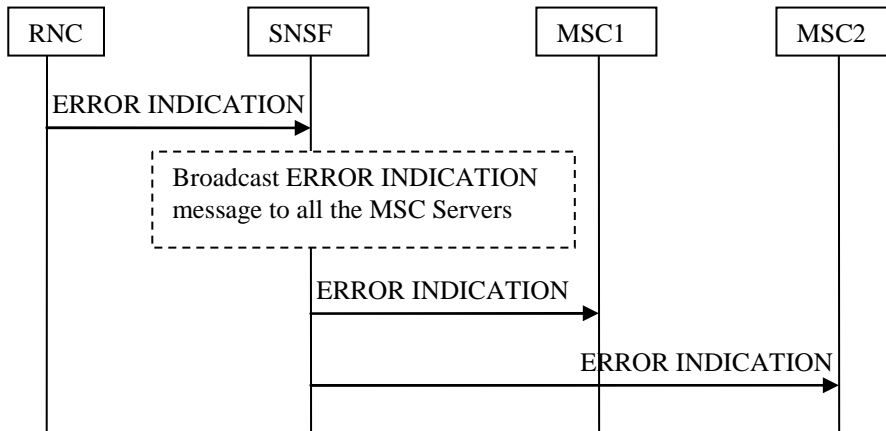 RNC
SNSF
MSC1
MSC2
ERROR INDICATION
Broadcast ERROR INDICATION
message to all the MSC Servers
ERROR INDICATION
ERROR INDICATION